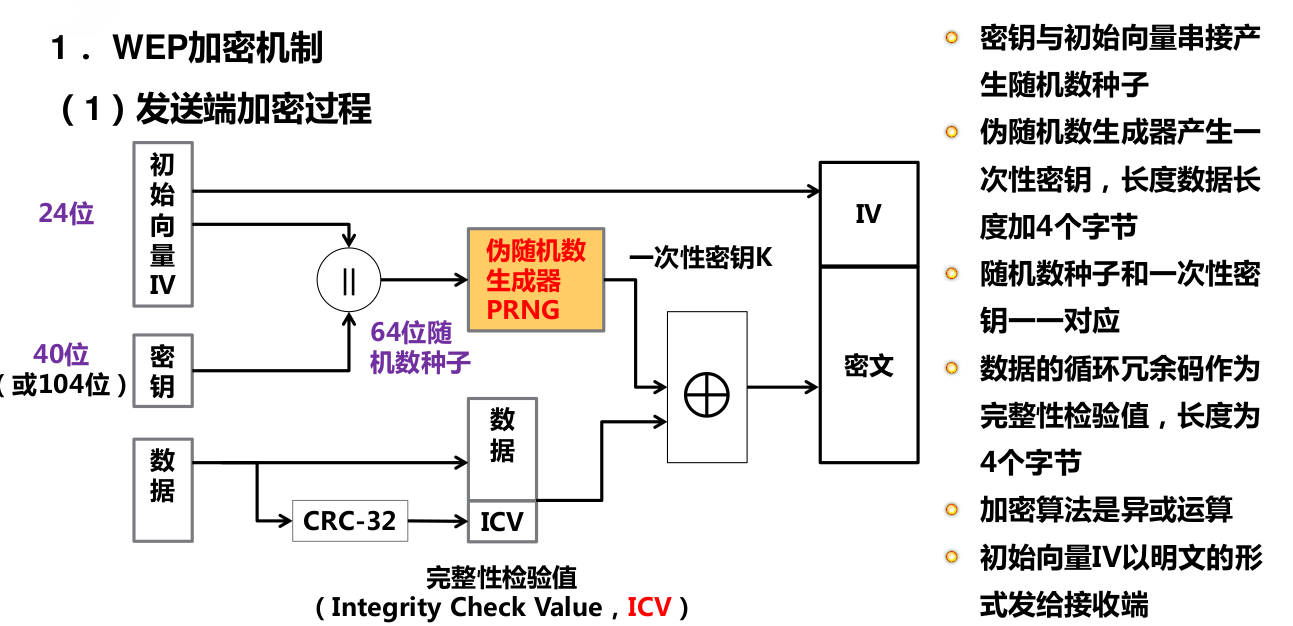 1．WEP加密机制
（1）发送端加密过程
初
始
向
量
IV
24位
||
伪随机数
生成器
PRNG
一次性密钥K
IV
密文
64位随
机数种子
40位
（或104位）
密
钥
数
据
数
据
CRC-32
ICV
完整性检验值
（Integrity Check Value，ICV）
密钥与初始向量串接产
生随机数种子
伪随机数生成器产生一
次性密钥，长度数据长
度加4个字节
随机数种子和一次性密
钥一一对应
数据的循环冗余码作为
完整性检验值，长度为
4个字节
加密算法是异或运算
初始向量IV以明文的形
式发给接收端